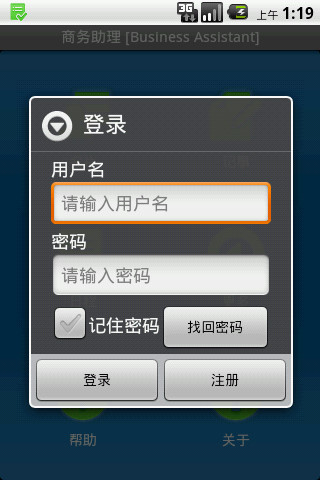 3G 上午 1:19
商务助理 [Business Assistant]
登录
用户名
请输入用户名
密码
请输入密码
记住密码 找回密码
登录 注册
帮助 关于